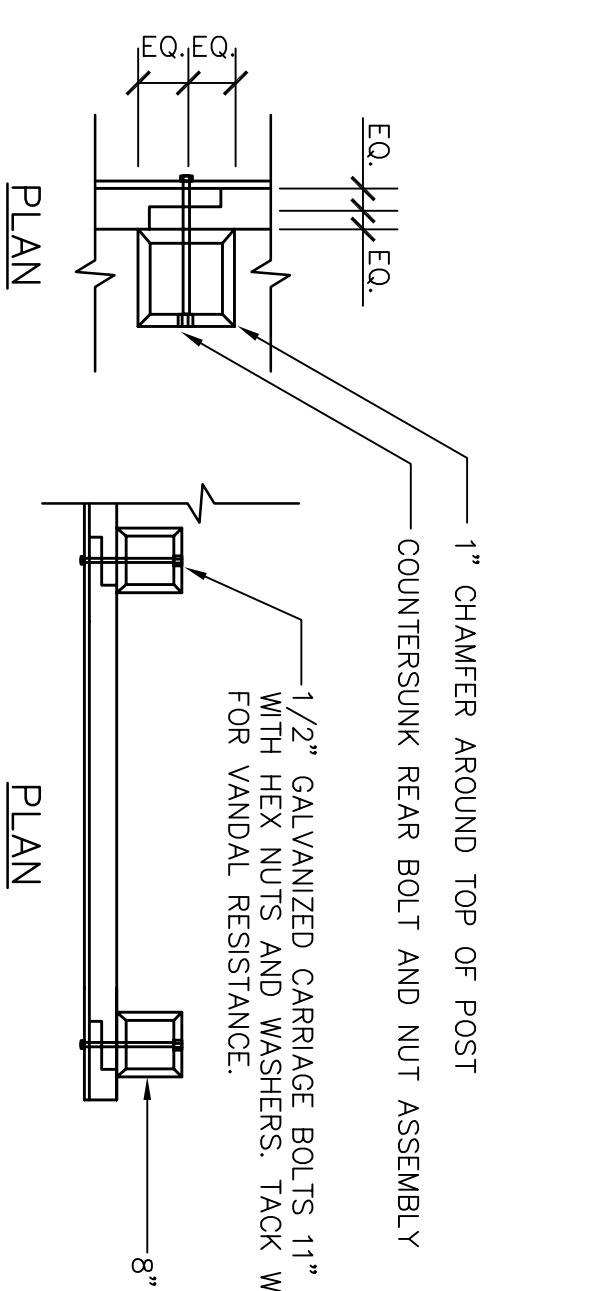 1” CHAMFER AROUND TOP OF POST
COUNTERSUNK REAR BOLT AND NUT ASSEMBLY
EQ.
EQ.
EQ.
EQ.
PLAN
1/2” GALVANIZED CARRIAGE BOLTS 11”
WITH HEX NUTS AND WASHERS. TACK W
FOR VANDAL RESISTANCE.
8”
PLAN